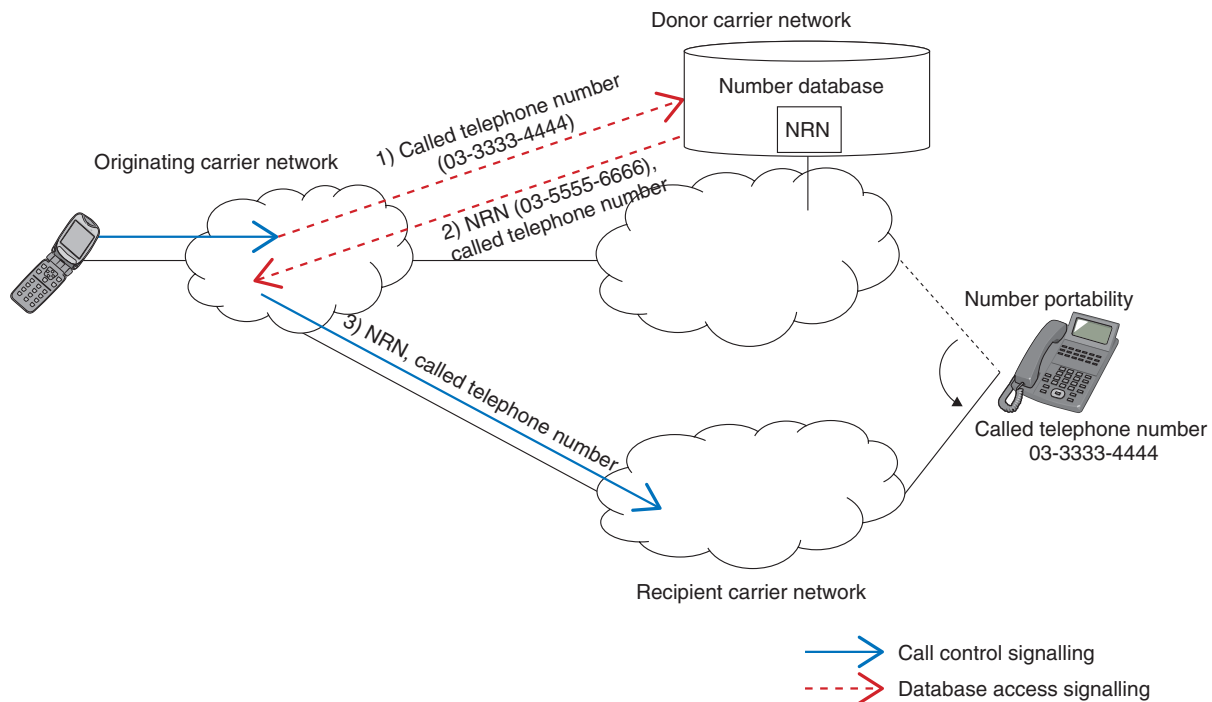 Donor carrier network
Number database
NRN
Originating carrier network
1) Called telephone number
(03-3333-4444)
2) NRN (03-5555-6666),
called telephone number
3) NRN, called telephone number
Number portability
Called telephone number
03-3333-4444
Recipient carrier network
Call control signalling
Database access signalling